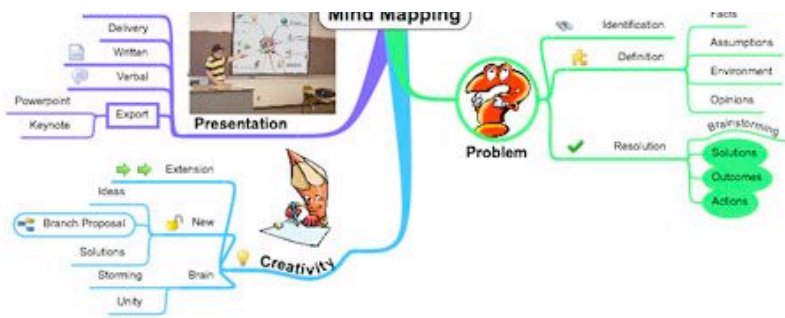 Mind Mapping
Delivery
Written
Verbal
Powerpoint
Export
Keynote
Presentation
Extension
Ideas
Branch Proposal
New
Solutions
Storming
Brain
Unity
Creativity
Identification
Facts
Assumptions
Definition
Environment
Opinions
Problem
Brainstorming
Resolution
Solutions
Outcomes
Actions